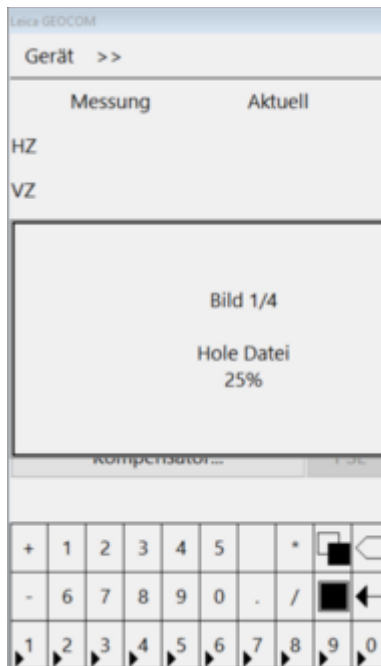 Leica GEOCOM
Gerät >>
Messung Aktuell
HZ
VZ
Bild 1/4
Hole Datei
25%
Kompensator...
+ 1 2 3 4 5 *
- 6 7 8 9 0 . /
1 2 3 4 5 6 7 8 9 0